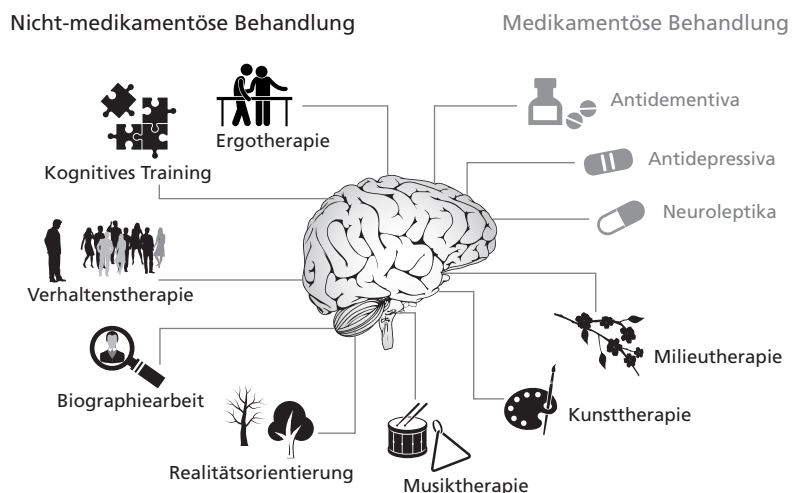 Nicht-medikamentöse Behandlung
Medikamentöse Behandlung
Ergotherapie
Kognitives Training
Verhaltenstherapie
Biographiearbeit
Realitätsorientierung
Musiktherapie
Kunsttherapie
Milieutherapie
Antidementiva
Antidepressiva
Neuroleptika